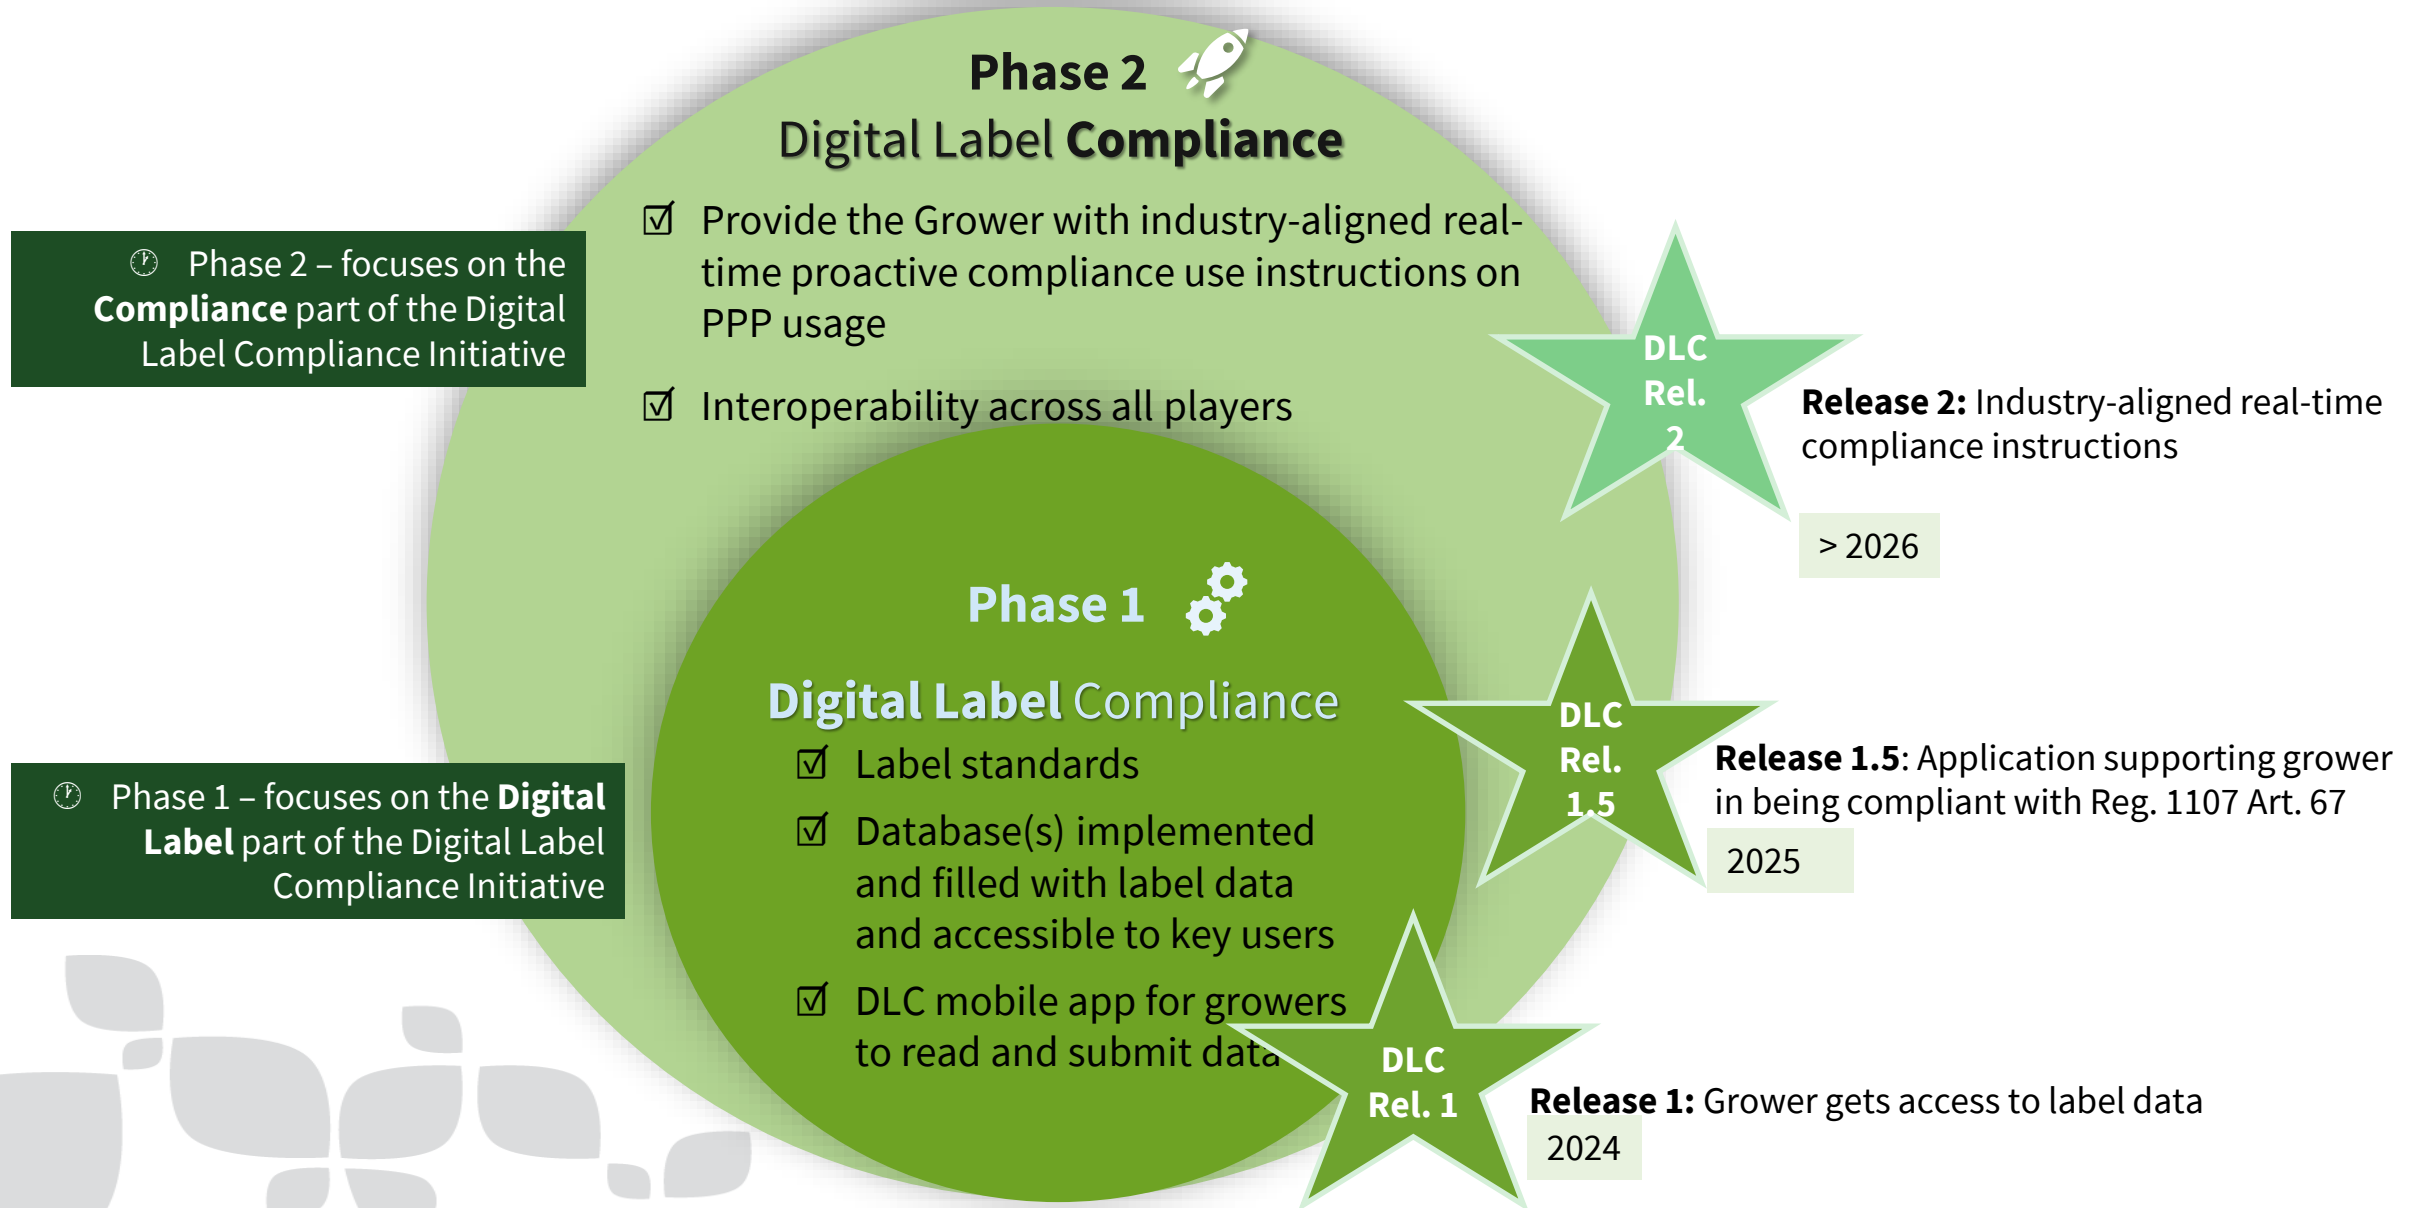 Phase 2
Digital Label Compliance
☑ Provide the Grower with industry-aligned real-
time proactive compliance use instructions on
PPP usage
☑ Interoperability across all players
Phase 2 – focuses on the
Compliance part of the Digital
Label Compliance Initiative
DLC
Rel.
2
Release 2: Industry-aligned real-time
compliance instructions
> 2026
Phase 1
Digital Label Compliance
☑ Label standards
☑ Database(s) implemented
and filled with label data
and accessible to key users
☑ DLC mobile app for growers
to read and submit data
Phase 1 – focuses on the Digital
Label part of the Digital Label
Compliance Initiative
DLC
Rel.
1.5
Release 1.5: Application supporting grower
in being compliant with Reg. 1107 Art. 67
2025
DLC
Rel. 1
Release 1: Grower gets access to label data
2024